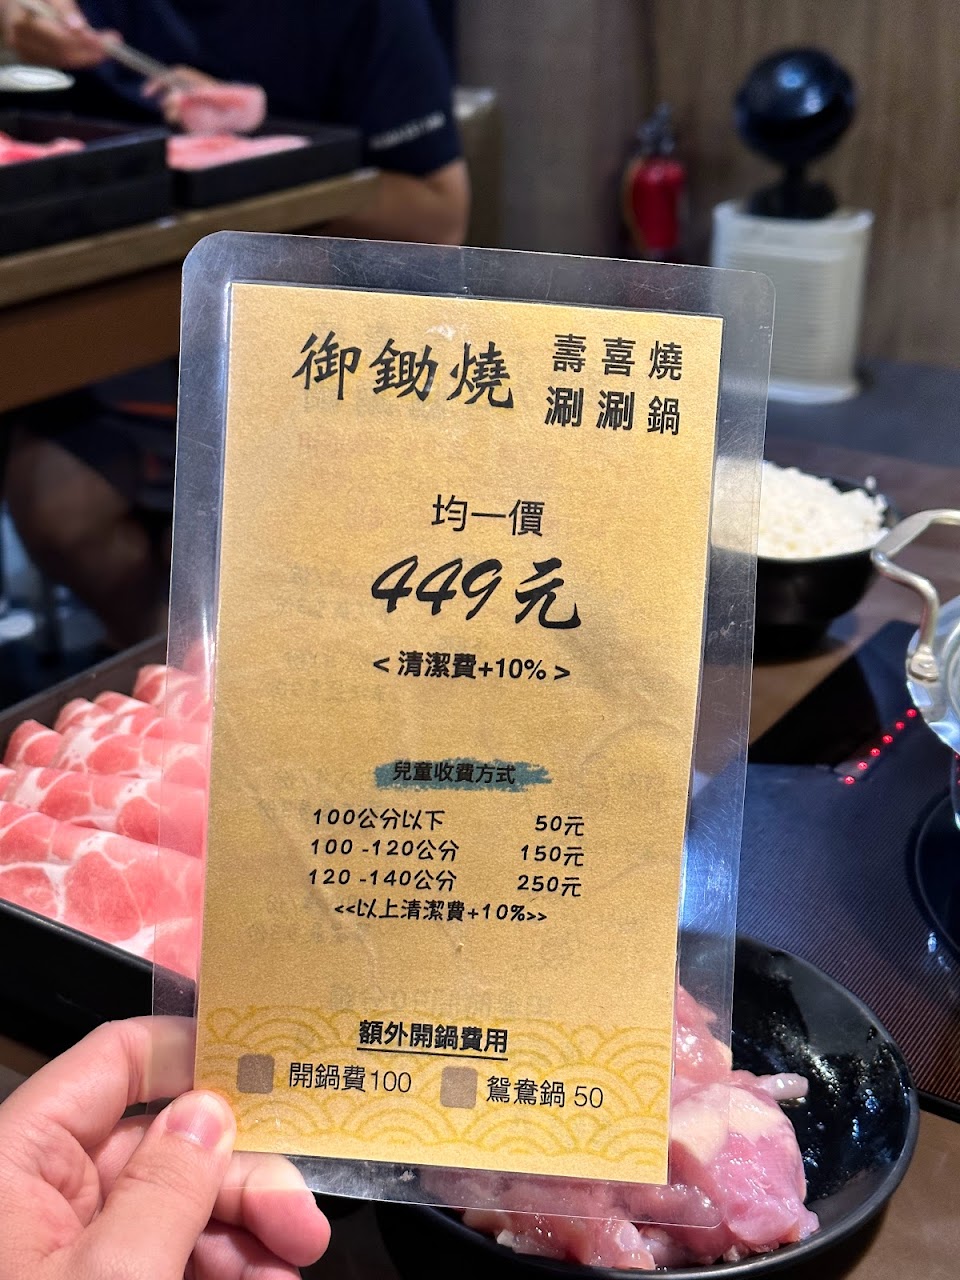 御鋤燒
壽喜燒
涮涮鍋
均一價
449元
<清潔費+10%>
兒童收費方式
100公分以下 50元
100-120公分 150元
120-140公分 250元
<<以上清潔費+10%>>
額外開鍋費用
開鍋費100 鴛鴦鍋 50